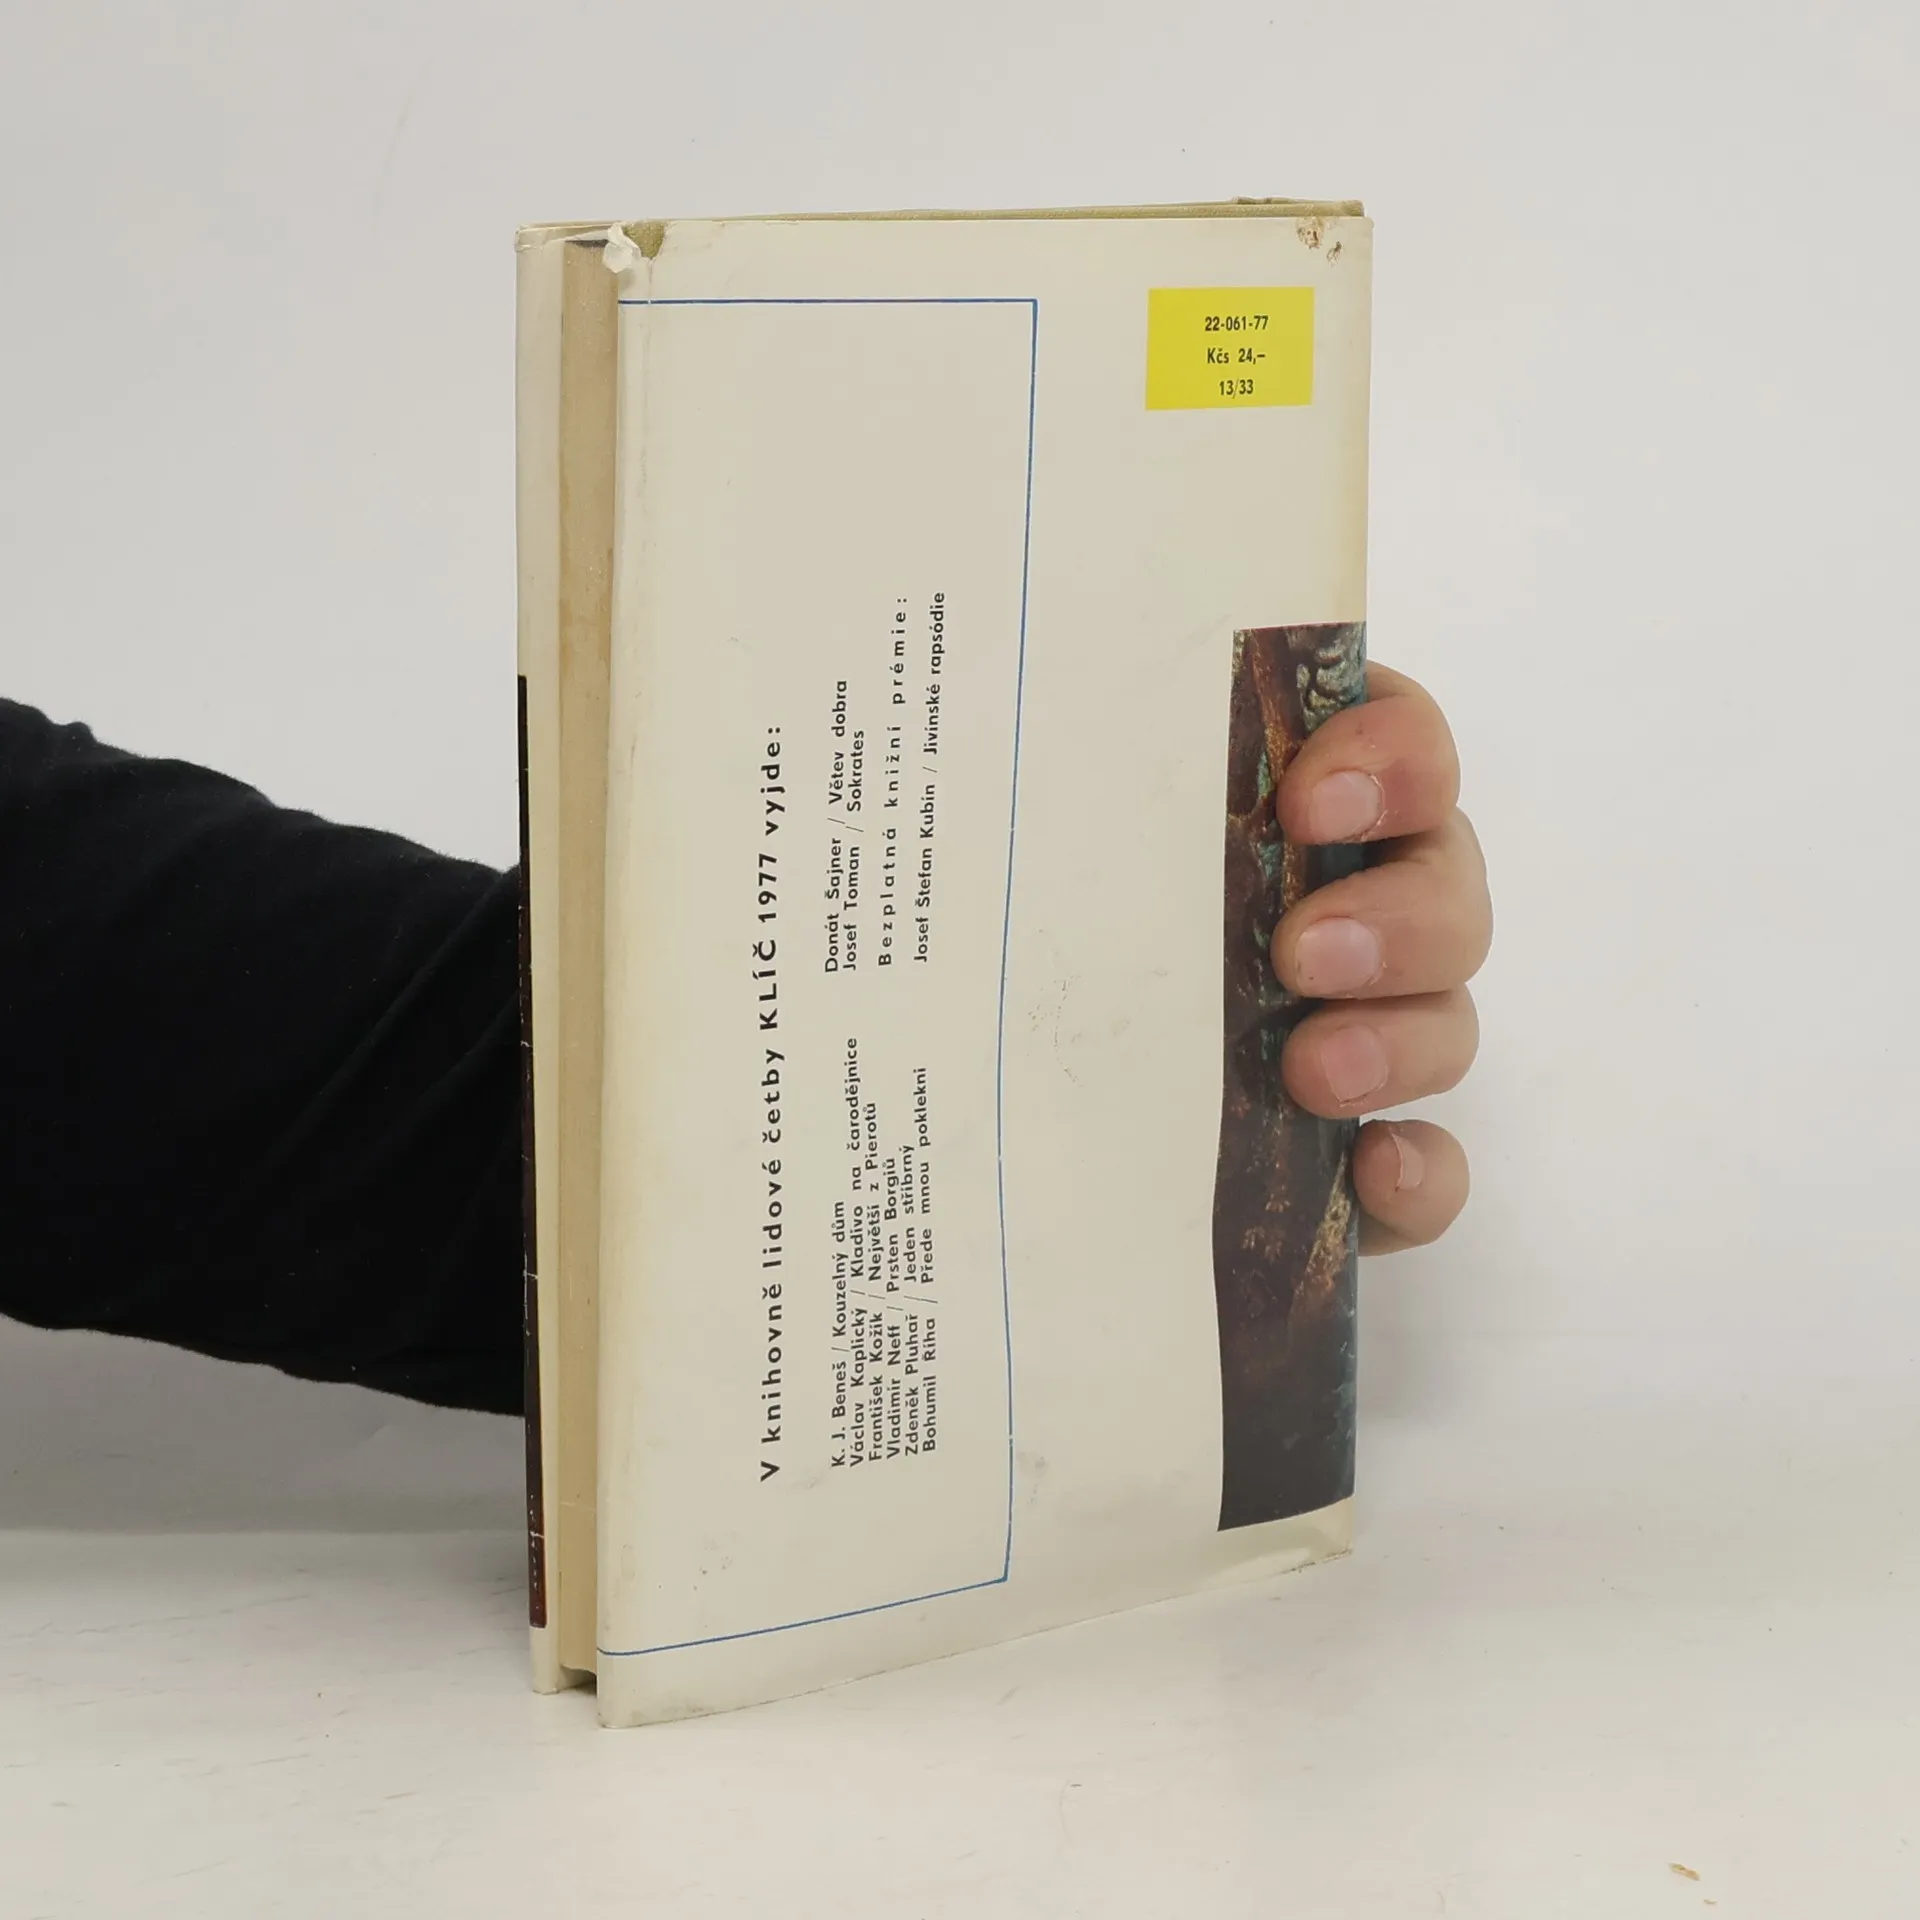 22-061-77
Kčs 24,–
13/33
V knihovně lidové četby KLÍČ 1977 vyjde:
K. J. Beneš / Kouzelný dům
Václav Kaplický / Kladivo na čarodějnice
František Kožík / Největší z Pierotů
Vladimír Neff / Prsten Borgiů
Zdeněk Pluhař / Jeden stříbrný
Bohumil Říha / Přede mnou poklekni
Donát Šajner / Větev dobra
Josef Toman / Sokrates
Bezplatná knižní prémie:
Josef Štefan Kubín / Jivínské rapsódie